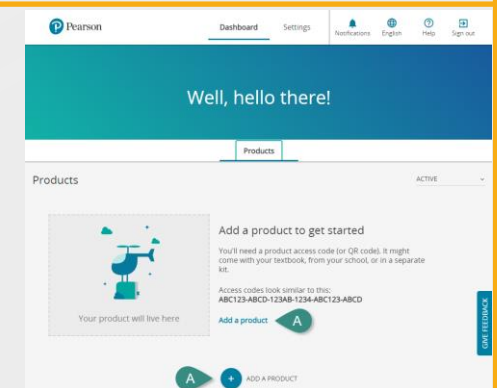 Pearson
Dashboard Settings
Notifications English Help Sign out
Well, hello there!
Products
Products
ACTIVE
Add a product to get started
You'll need a product access code (or QR code). It might
come with your textbook, from your school, or in a separate
kit.
Access codes look similar to this:
ABC123-ABCD-123AB-1234-ABC123-ABCD
Your product will live here
Add a product A
GIVE FEEDBACK
A + ADD A PRODUCT